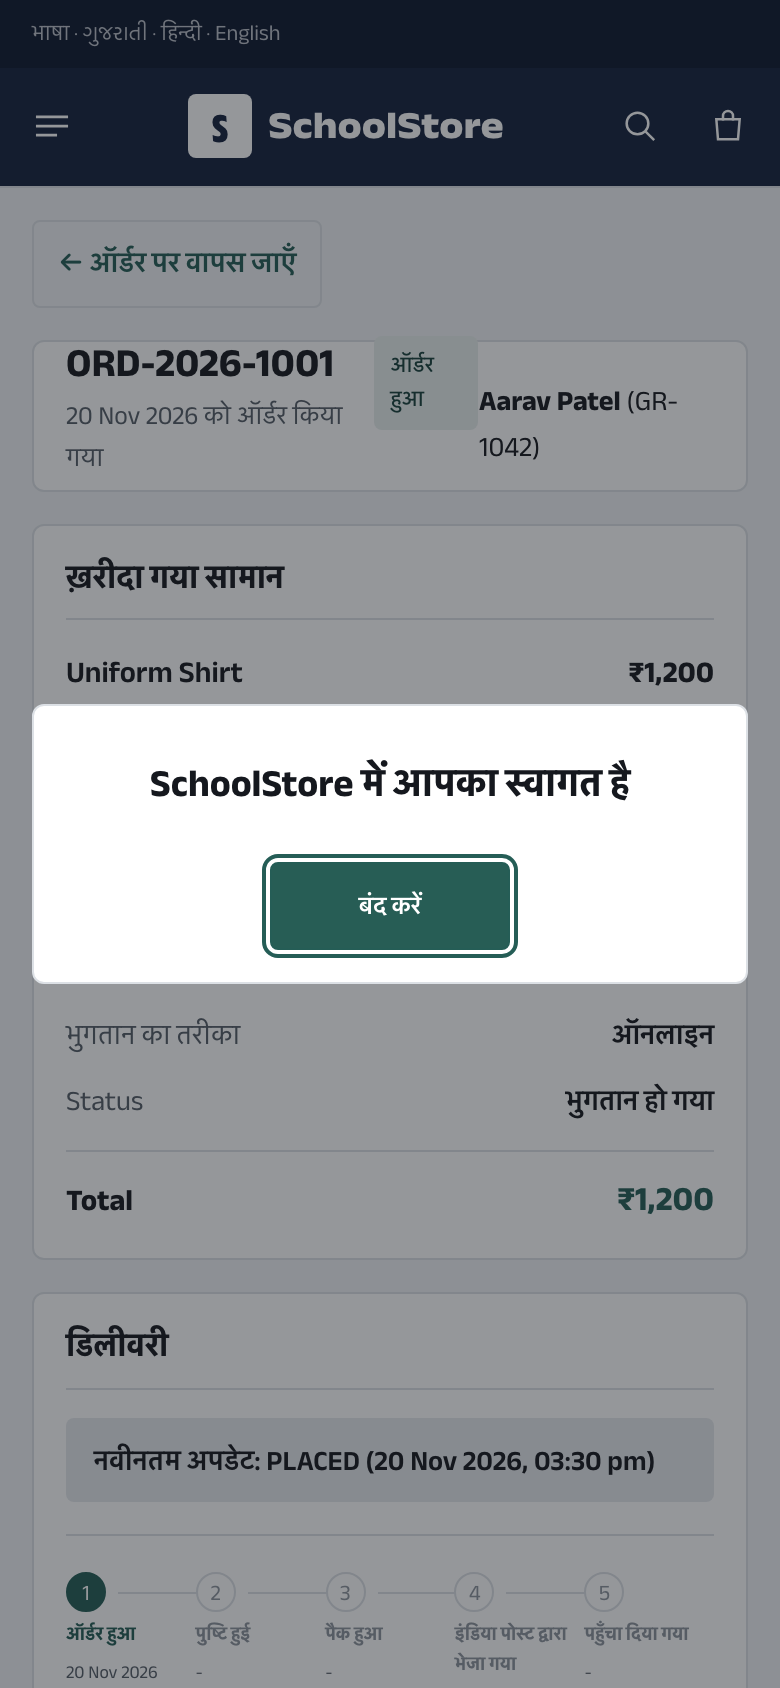 भाषा · ગુજરાતી · हिन्दी · English
S SchoolStore
← ऑर्डर पर वापस जाएँ
ORD-2026-1001
20 Nov 2026 को ऑर्डर किया
गया
ऑर्डर
हुआ
Aarav Patel (GR-
1042)
ख़रीदा गया सामान
Uniform Shirt ₹1,200
SchoolStore में आपका स्वागत है
बंद करें
भुगतान का तरीका ऑनलाइन
Status भुगतान हो गया
Total ₹1,200
डिलीवरी
नवीनतम अपडेट: PLACED (20 Nov 2026, 03:30 pm)
1 2 3 4 5
ऑर्डर हुआ पुष्टि हुई पैक हुआ इंडिया पोस्ट द्वारा पहुँचा दिया गया
भेजा गया
20 Nov 2026 - - -